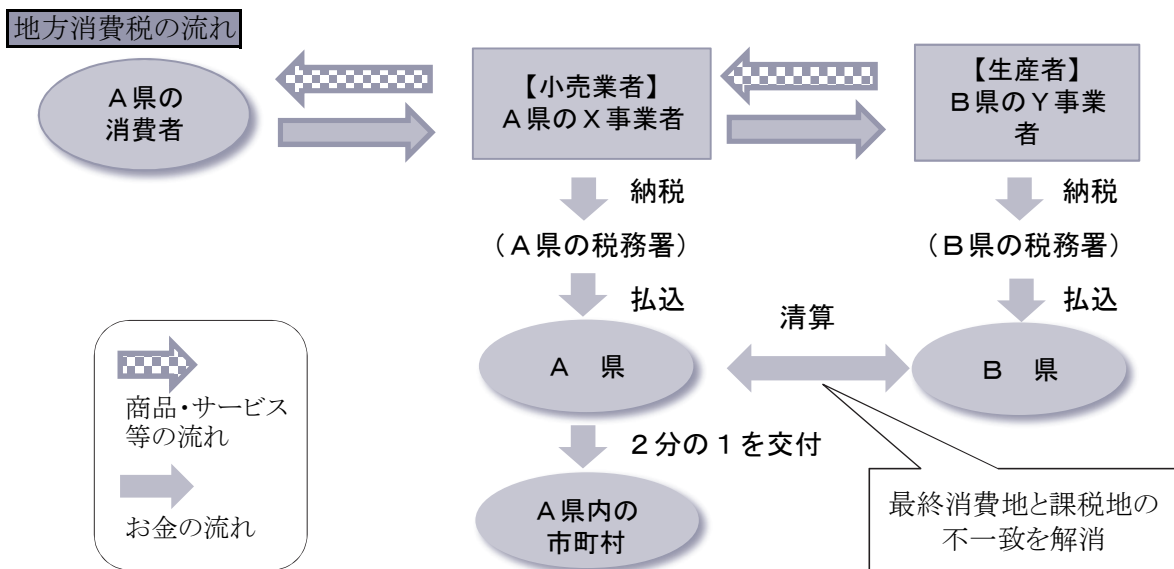 地方消費税の流れ
A県の
消費者
【小売業者】
A県のX事業者
【生産者】
B県のY事業
者
納税
納税
(A県の税務署)
(B県の税務署)
払込
払込
清算
A 県
B 県
2分の1を交付
A県内の
市町村
最終消費地と課税地の
不一致を解消
商品・サービス
等の流れ
お金の流れ